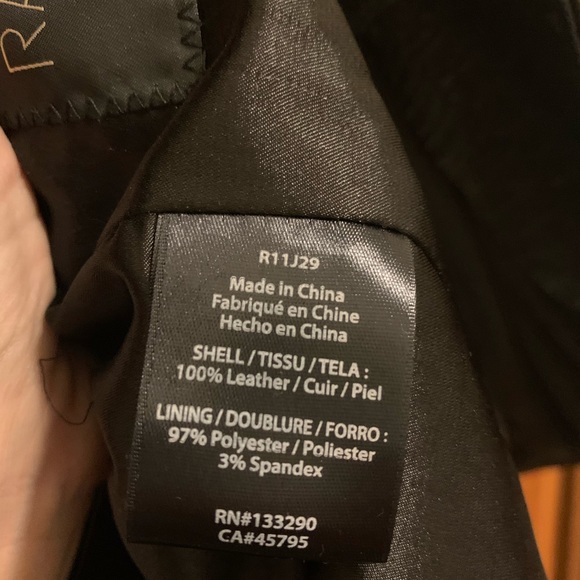 R11J29
Made in China
Fabriqué en Chine
Hecho en China
SHELL / TISSU / TELA :
100% Leather / Cuir / Piel
LINING / DOUBLURE / FORRO :
97% Polyester / Poliester
3% Spandex
RN#133290
CA#45795